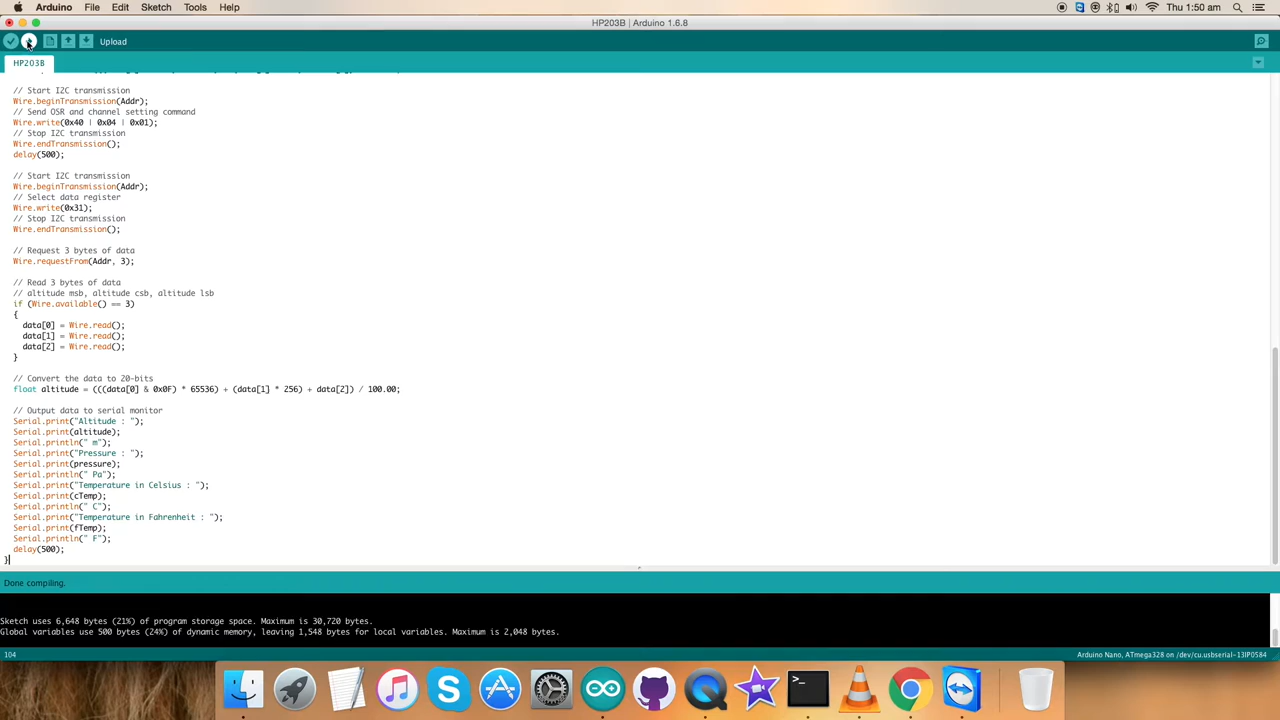 Arduino File Edit Sketch Tools Help Thu 1:50 am
HP203B | Arduino 1.6.8
Upload
HP203B
// Start I2C transmission
Wire.beginTransmission(Addr);
// Send OSR and channel setting command
Wire.write(0x40 | 0x04 | 0x01);
// Stop I2C transmission
Wire.endTransmission();
delay(500);
// Start I2C transmission
Wire.beginTransmission(Addr);
// Select data register
Wire.write(0x31);
// Stop I2C transmission
Wire.endTransmission();
// Request 3 bytes of data
Wire.requestFrom(Addr, 3);
// Read 3 bytes of data
// altitude msb, altitude csb, altitude lsb
if (Wire.available() == 3)
{
data[0] = Wire.read();
data[1] = Wire.read();
data[2] = Wire.read();
}
// Convert the data to 20-bits
float altitude = (((data[0] & 0x0F) * 65536) + (data[1] * 256) + data[2]) / 100.00;
// Output data to serial monitor
Serial.print("Altitude : ");
Serial.print(altitude);
Serial.println(" m");
Serial.print("Pressure : ");
Serial.print(pressure);
Serial.println(" Pa");
Serial.print("Temperature in Celsius : ");
Serial.print(cTemp);
Serial.println(" C");
Serial.print("Temperature in Fahrenheit : ");
Serial.print(fTemp);
Serial.println(" F");
delay(500);
}
Done compiling.
Sketch uses 6,648 bytes (21%) of program storage space. Maximum is 30,720 bytes.
Global variables use 500 bytes (24%) of dynamic memory, leaving 1,548 bytes for local variables. Maximum is 2,048 bytes.
104 Arduino Nano, ATmega328 on /dev/cu.usbserial-13IP0584